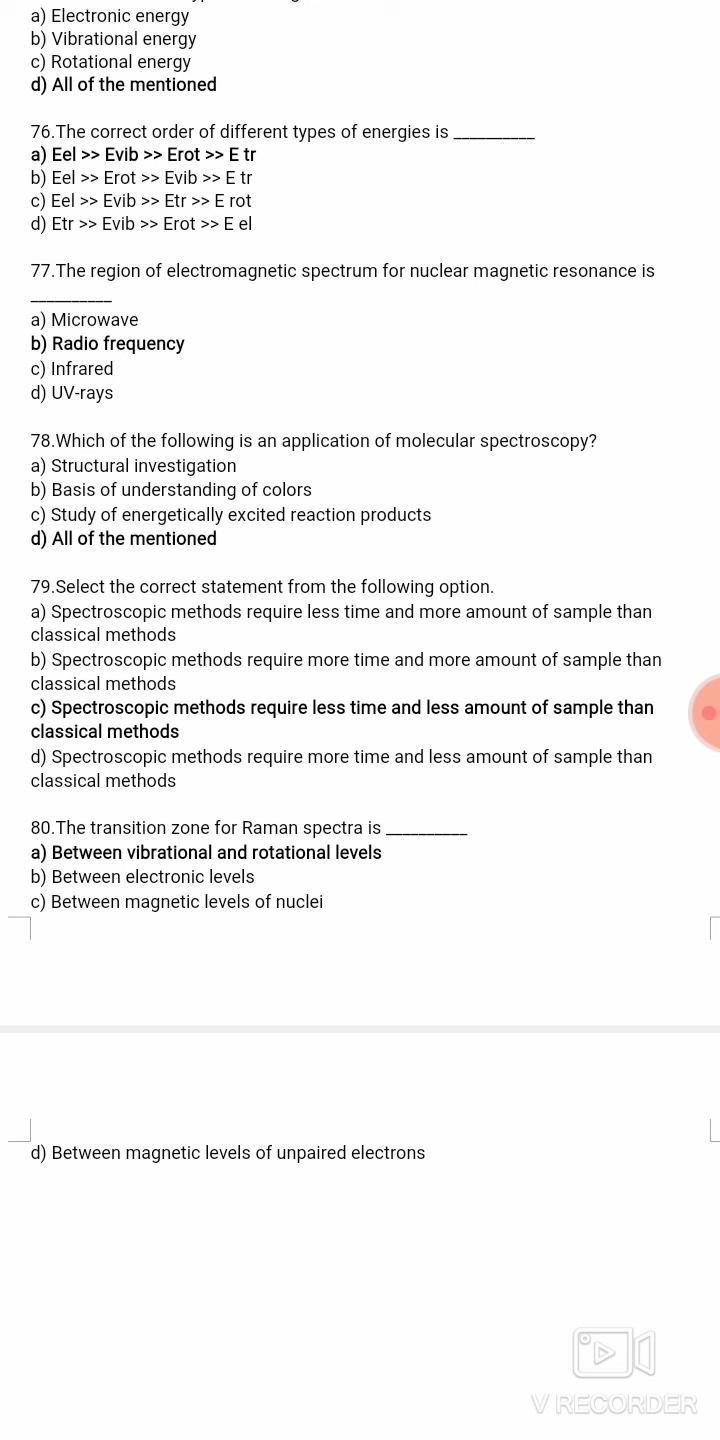 a) Electronic energy
b) Vibrational energy
c) Rotational energy
d) All of the mentioned
76.The correct order of different types of energies is __________
a) Eel >> Evib >> Erot >> E tr
b) Eel >> Erot >> Evib >> E tr
c) Eel >> Evib >> Etr >> E rot
d) Etr >> Evib >> Erot >> E el
77.The region of electromagnetic spectrum for nuclear magnetic resonance is
__________
a) Microwave
b) Radio frequency
c) Infrared
d) UV-rays
78.Which of the following is an application of molecular spectroscopy?
a) Structural investigation
b) Basis of understanding of colors
c) Study of energetically excited reaction products
d) All of the mentioned
79.Select the correct statement from the following option.
a) Spectroscopic methods require less time and more amount of sample than
classical methods
b) Spectroscopic methods require more time and more amount of sample than
classical methods
c) Spectroscopic methods require less time and less amount of sample than
classical methods
d) Spectroscopic methods require more time and less amount of sample than
classical methods
80.The transition zone for Raman spectra is __________
a) Between vibrational and rotational levels
b) Between electronic levels
c) Between magnetic levels of nuclei
d) Between magnetic levels of unpaired electrons
V RECORDER